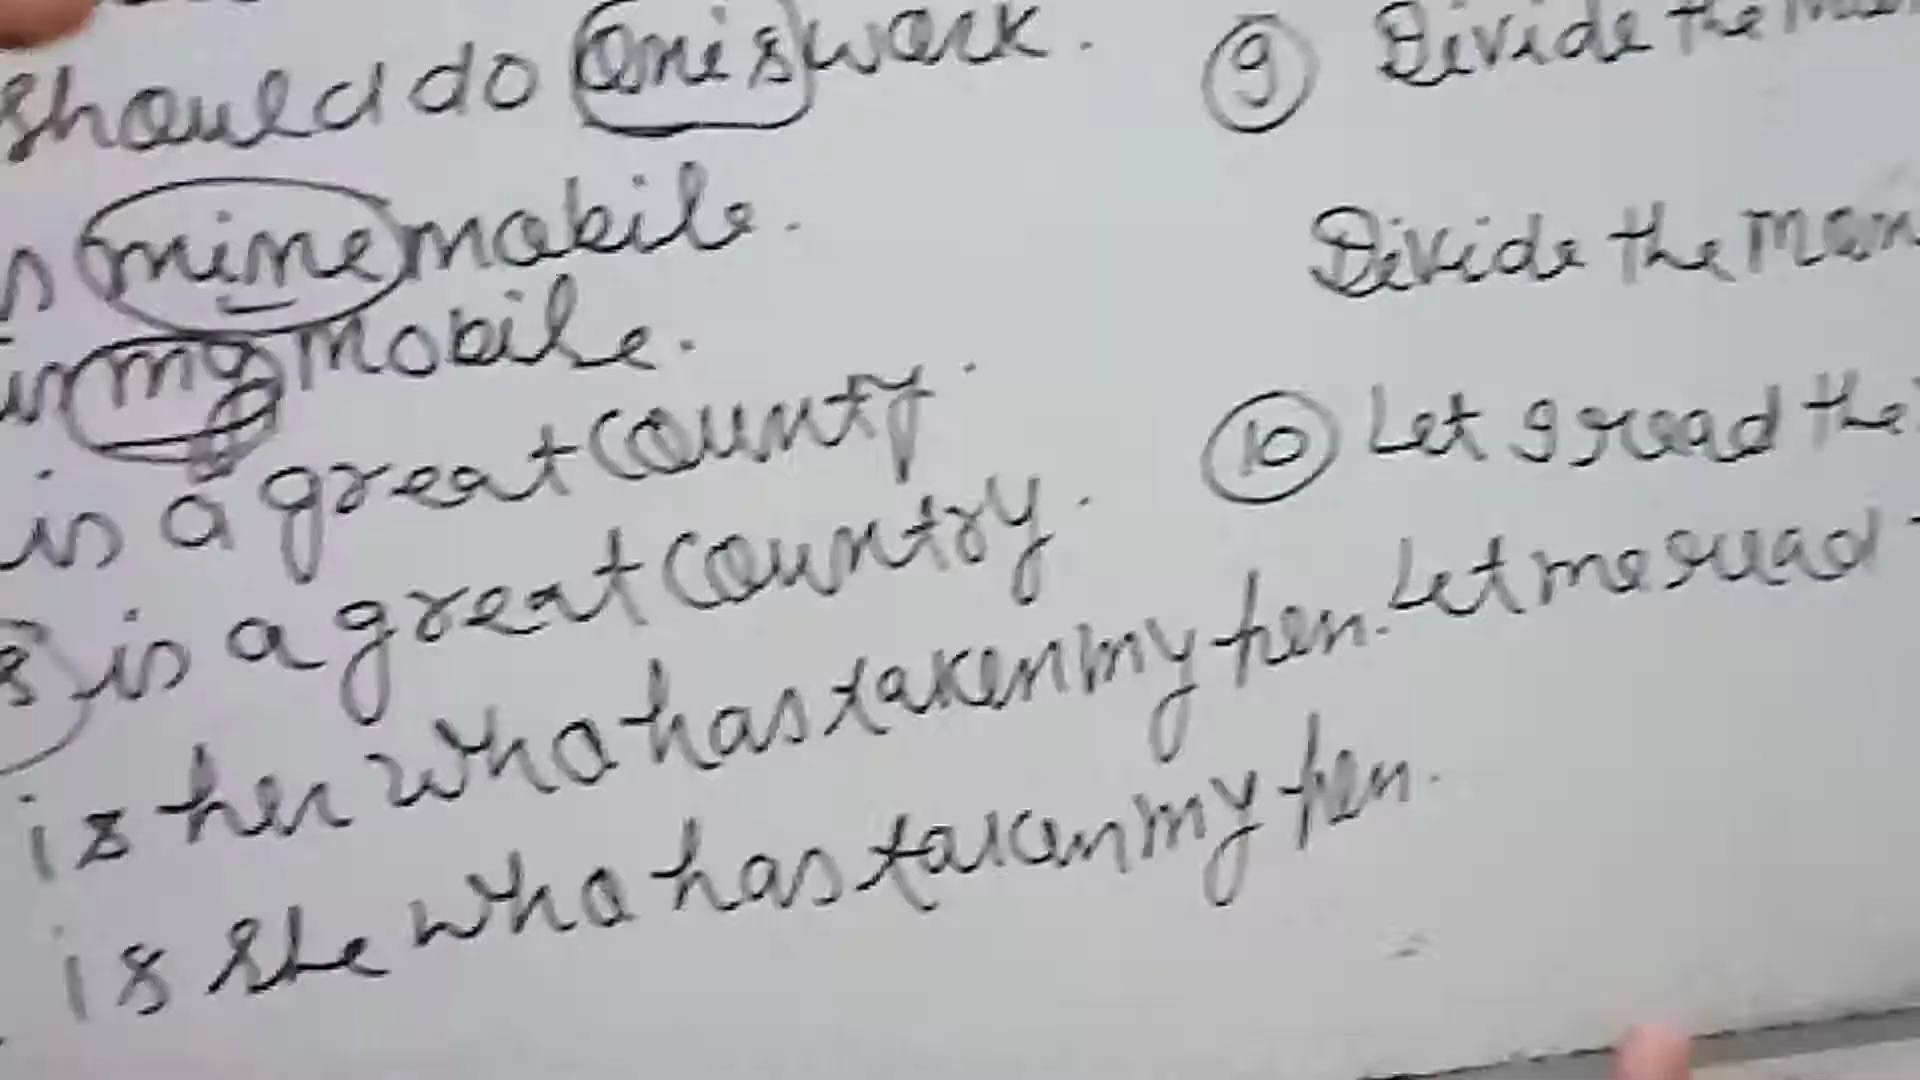 should do one's work.
mine mobile.
my mobile.
is a great county.
is a great country.
is her who has taken my pen.
is she who has taken my pen.
9 Divide the
Divide the
10 Let I read the
Let me read